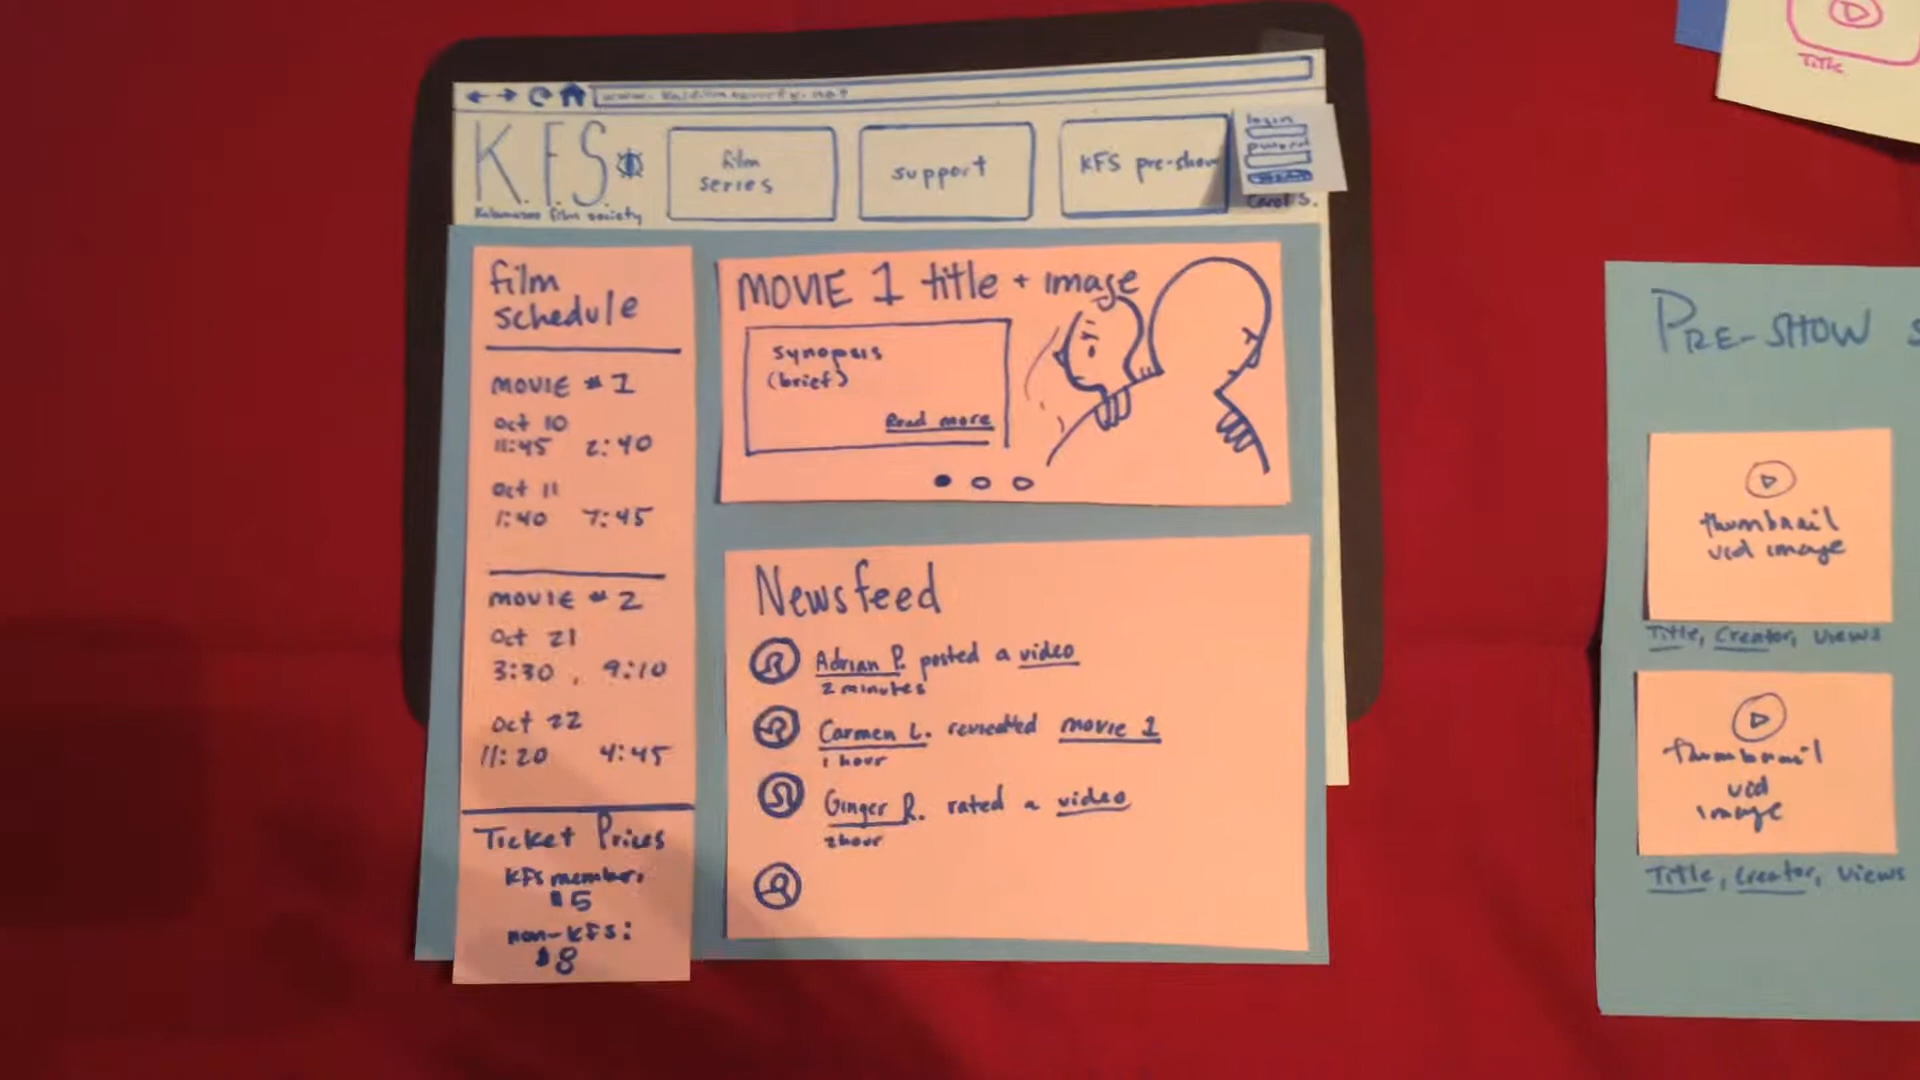 K.F.S.
Kalamazoo film society
film
series
support
KFS pre-show
login
Carol S.
film
schedule
MOVIE #1
Oct 10
11:45 2:40
Oct 11
1:40 7:45
MOVIE #2
Oct 21
3:30, 9:10
Oct 22
11:20 4:45
Ticket Prices
KFS member:
$5
non-KFS:
$8
MOVIE 1 title + image
synopsis
(brief)
Read more
Newsfeed
Adrian P. posted a video
2 minutes
Carmen L. reviewed movie 1
1 hour
Ginger R. rated a video
2 hour
Title
PRE-SHOW
thumbnail
vid image
Title, Creator, views
thumbnail
vid
image
Title, Creator, views